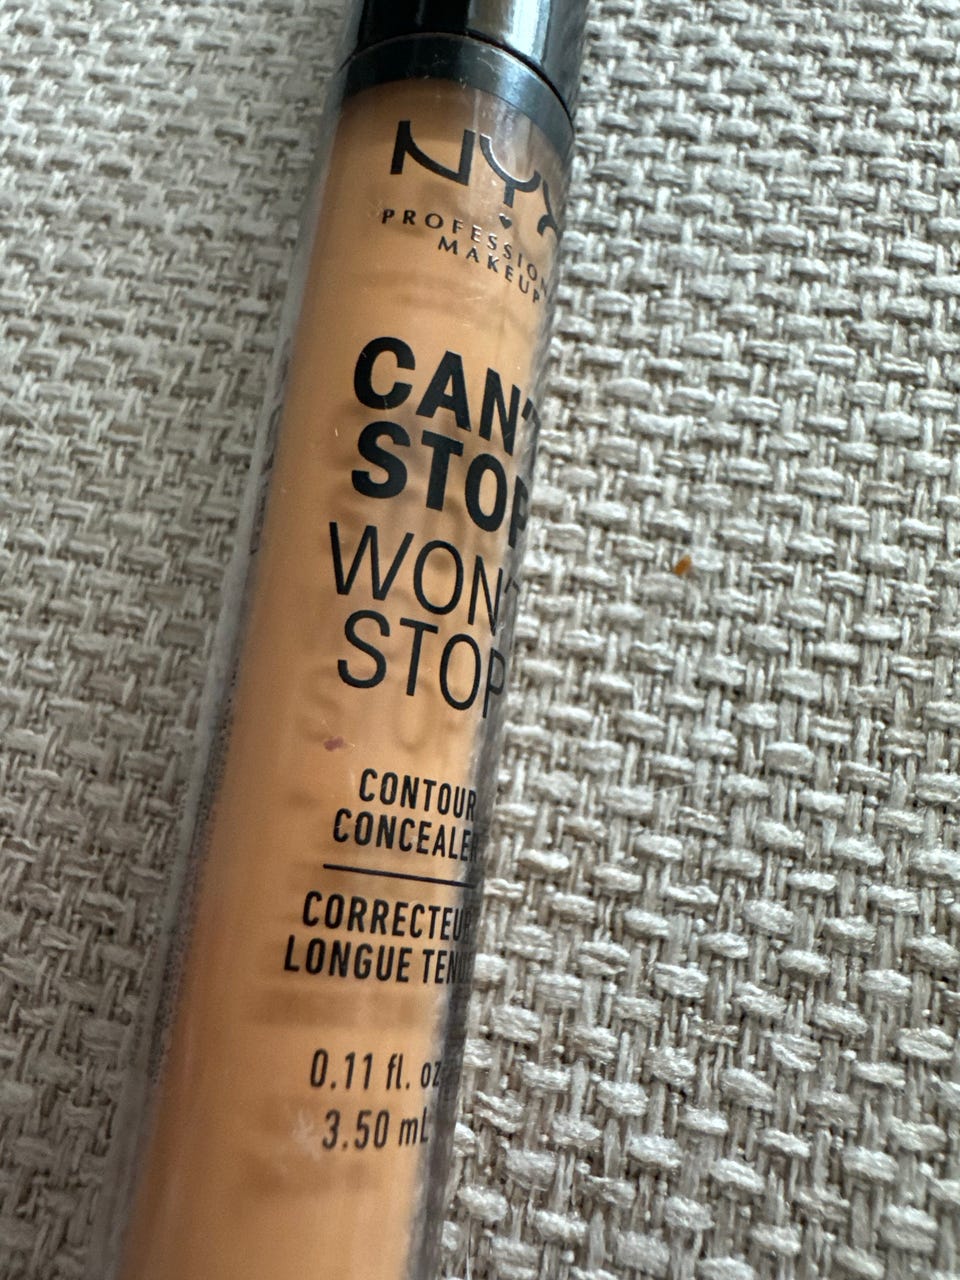 NYX
PROFESSIONAL
MAKEUP
CAN'T
STOP
WON'T
STOP
CONTOUR
CONCEALER
CORRECTEUR
LONGUE TENUE
0.11 fl. oz
3.50 mL